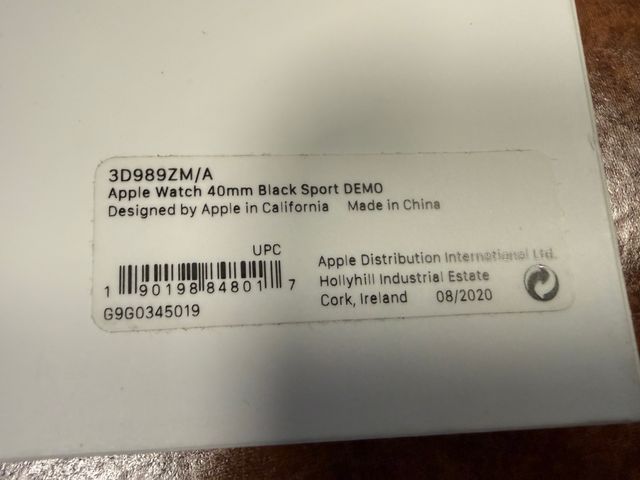 3D989ZM/A
Apple Watch 40mm Black Sport DEMO
Designed by Apple in California Made in China
UPC
1 90198 84801 7
G9G0345019
Apple Distribution International Ltd.
Hollyhill Industrial Estate
Cork, Ireland 08/2020